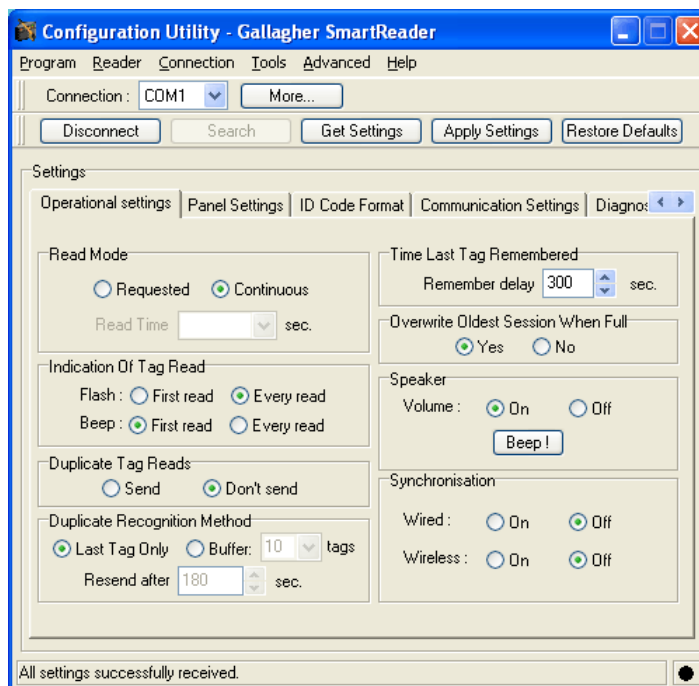 Configuration Utility - Gallagher SmartReader
Program Reader Connection Tools Advanced Help
Connection : COM1 More...
Disconnect Search Get Settings Apply Settings Restore Defaults
Settings
Operational settings Panel Settings ID Code Format Communication Settings Diagnos
Read Mode
Requested Continuous
Read Time sec.
Indication Of Tag Read
Flash : First read Every read
Beep : First read Every read
Duplicate Tag Reads
Send Don't send
Duplicate Recognition Method
Last Tag Only Buffer: 10 tags
Resend after 180 sec.
Time Last Tag Remembered
Remember delay 300 sec.
Overwrite Oldest Session When Full
Yes No
Speaker
Volume : On Off
Beep !
Synchronisation
Wired : On Off
Wireless : On Off
All settings successfully received.